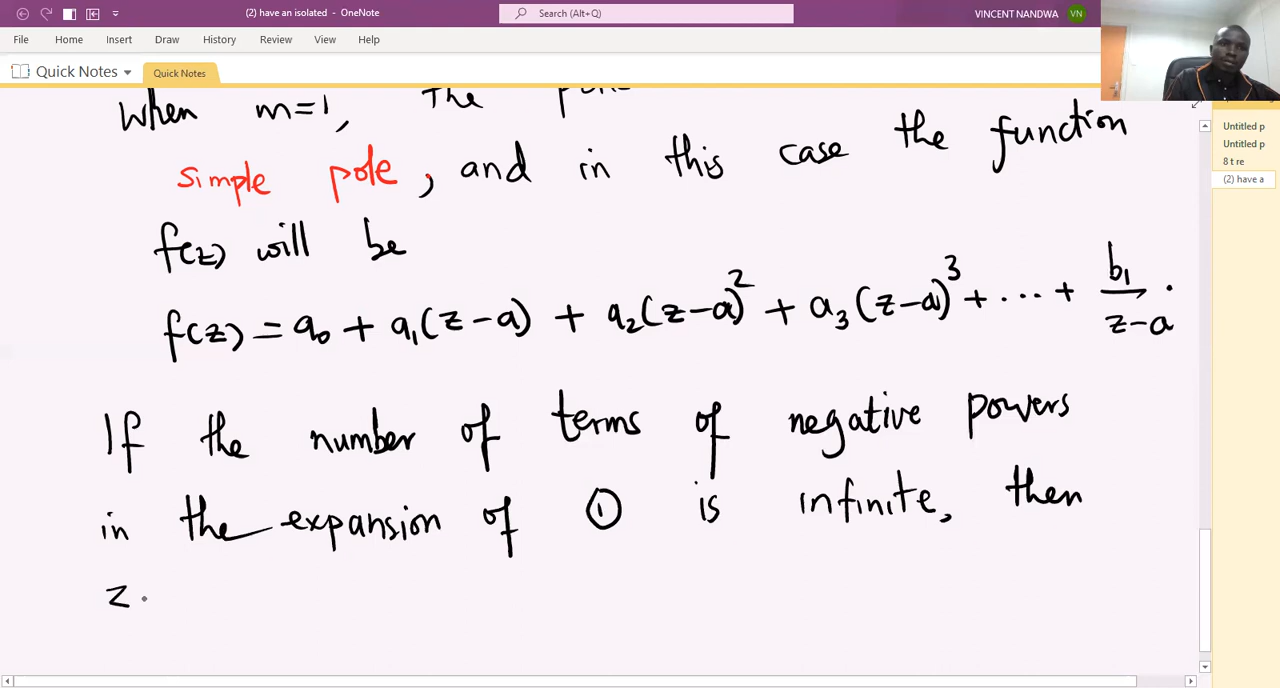 (2) have an isolated - OneNote
Search (Alt+Q)
VINCENT NANDWA
VN
File Home Insert Draw History Review View Help
Quick Notes
Quick Notes
when m=1, the
simple pole, and in this case the function
f(z) will be
f(z) = a₀ + a₁(z-a) + a₂(z-a)² + a₃(z-a)³ + ... + b₁/(z-a).
If the number of terms of negative powers
in the expansion of ① is infinite, then
z
Untitled p
Untitled p
8 t re
(2) have a